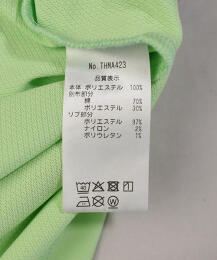 No.THMA423
品質表示
本体 ポリエステル 100%
別布部分
綿 70%
ポリエステル 30%
リブ部分
ポリエステル 97%
ナイロン 2%
ポリウレタン 1%